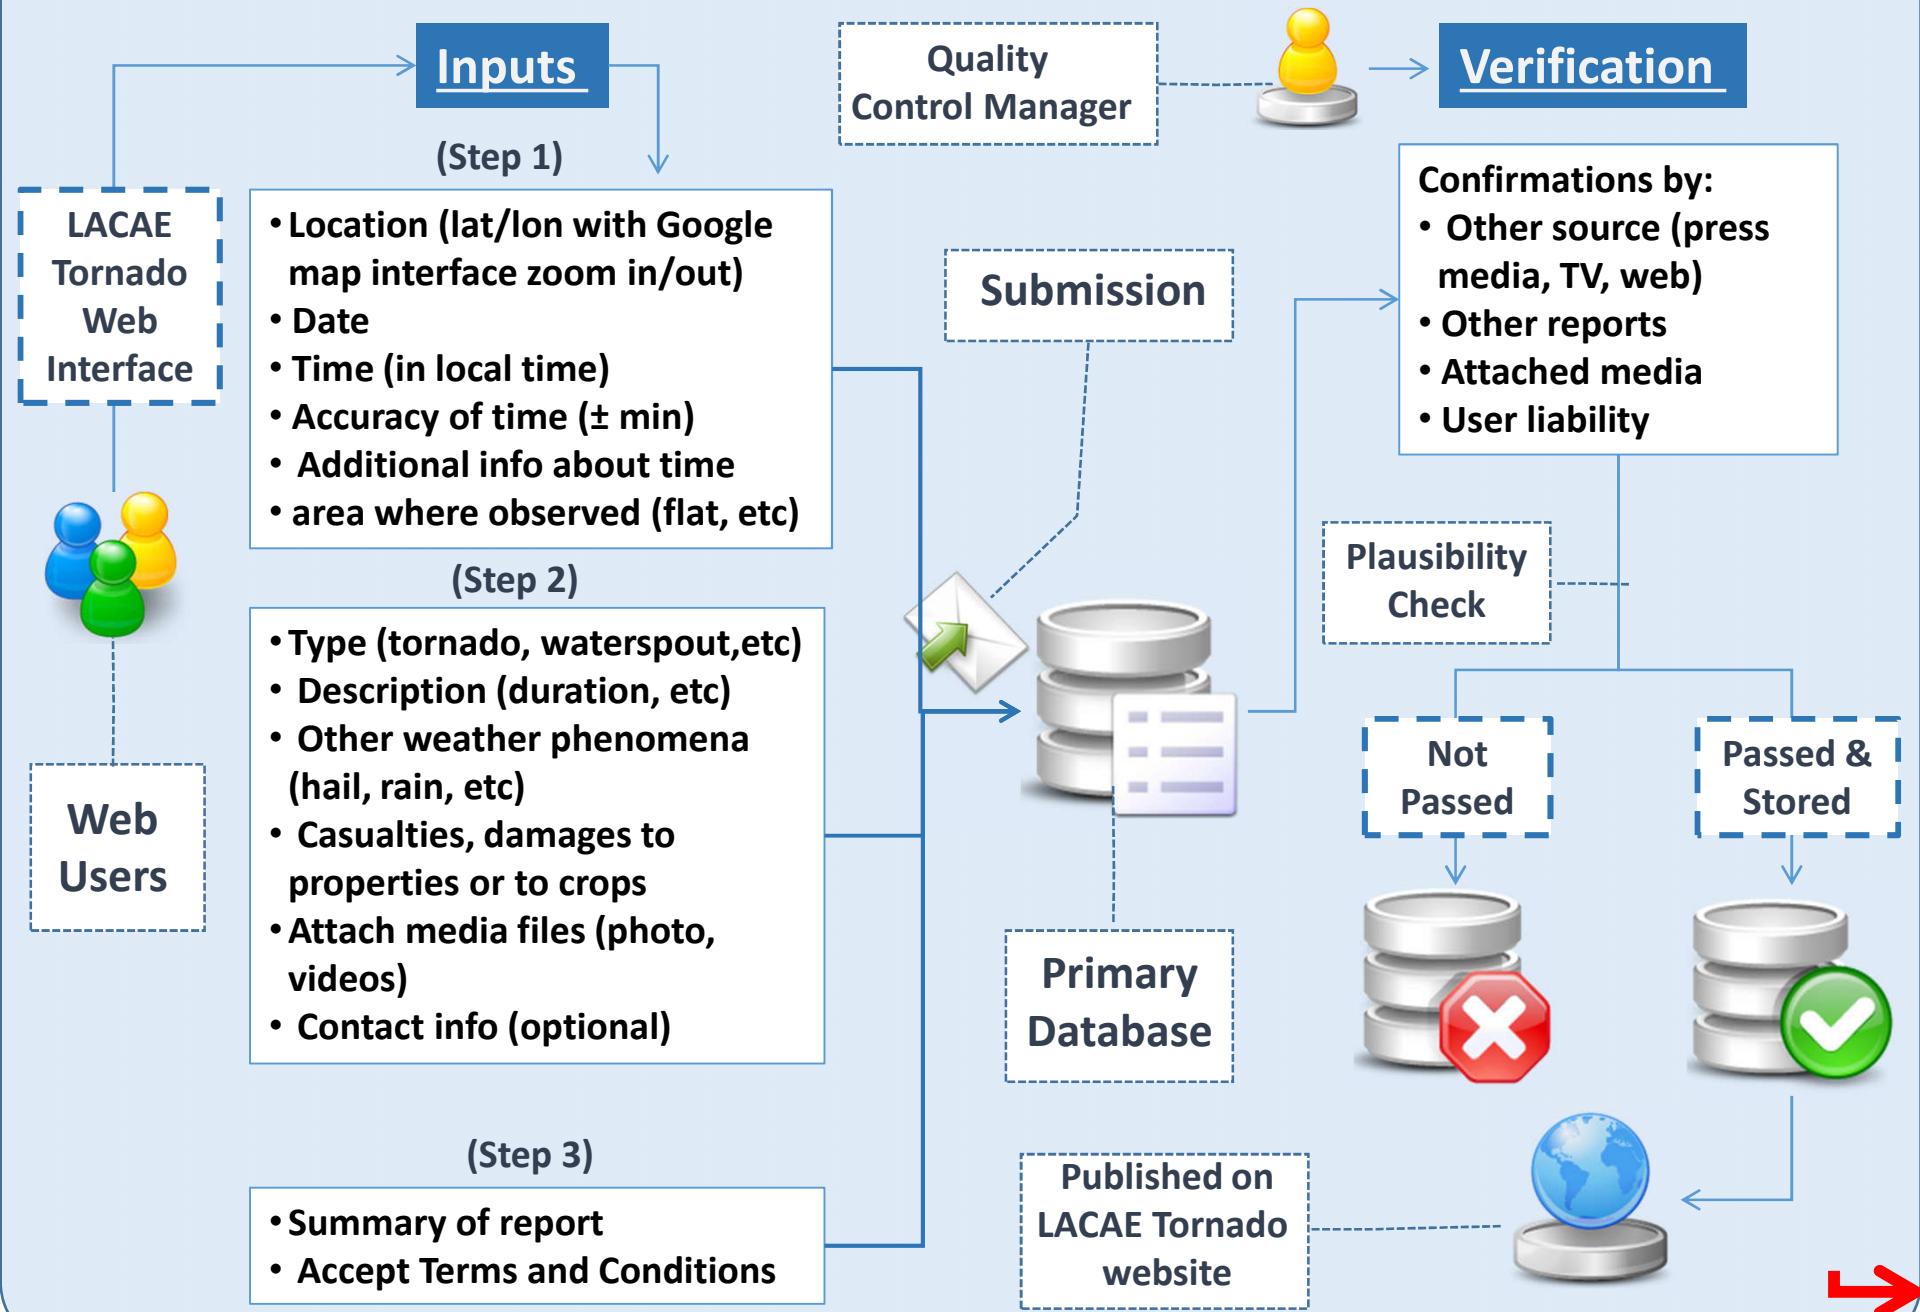 Inputs
Quality
Control Manager
Verification
(Step 1)
LACAE
Tornado
Web
Interface
• Location (lat/lon with Google
map interface zoom in/out)
• Date
• Time (in local time)
• Accuracy of time (± min)
• Additional info about time
• area where observed (flat, etc)
Submission
Confirmations by:
• Other source (press
media, TV, web)
• Other reports
• Attached media
• User liability
Plausibility
Check
(Step 2)
• Type (tornado, waterspout,etc)
• Description (duration, etc)
• Other weather phenomena
(hail, rain, etc)
• Casualties, damages to
properties or to crops
• Attach media files (photo,
videos)
• Contact info (optional)
Web
Users
Not
Passed
Passed &
Stored
Primary
Database
(Step 3)
• Summary of report
• Accept Terms and Conditions
Published on
LACAE Tornado
website